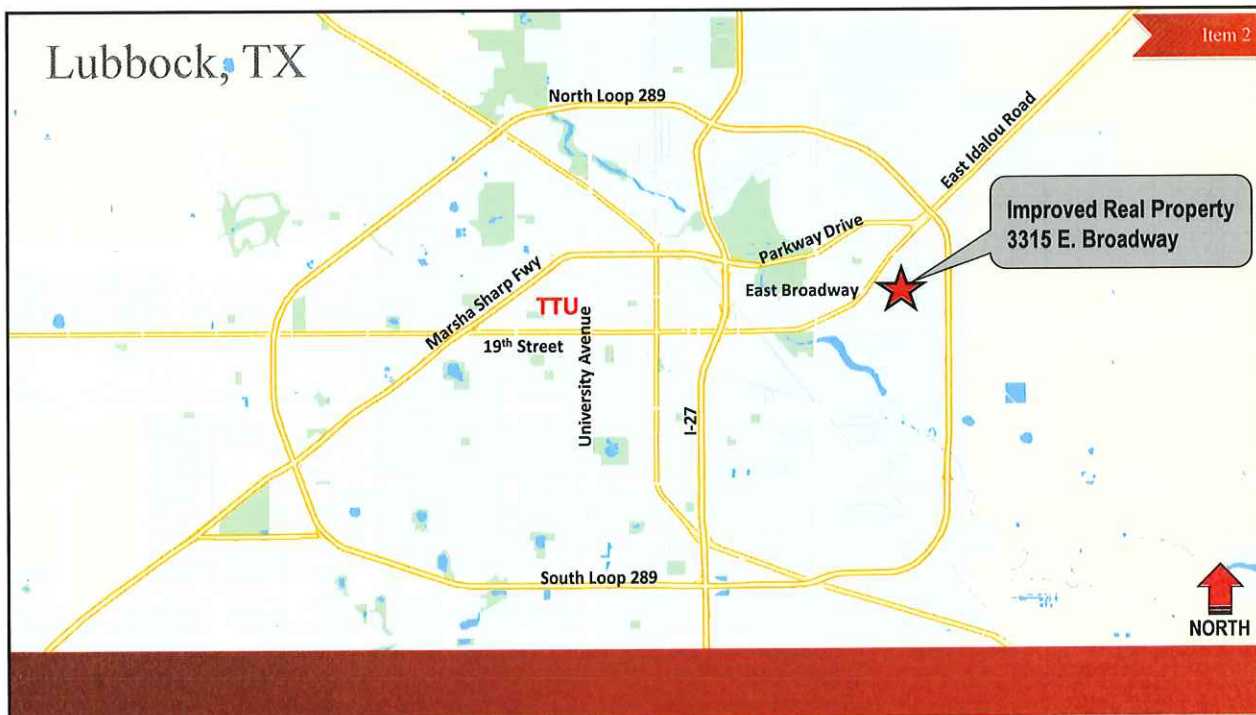 Lubbock, TX
Item 2
North Loop 289
East Idalou Road
Improved Real Property
3315 E. Broadway
Parkway Drive
East Broadway
Marsha Sharp Fwy
TTU
19th Street
University Avenue
I-27
South Loop 289
NORTH